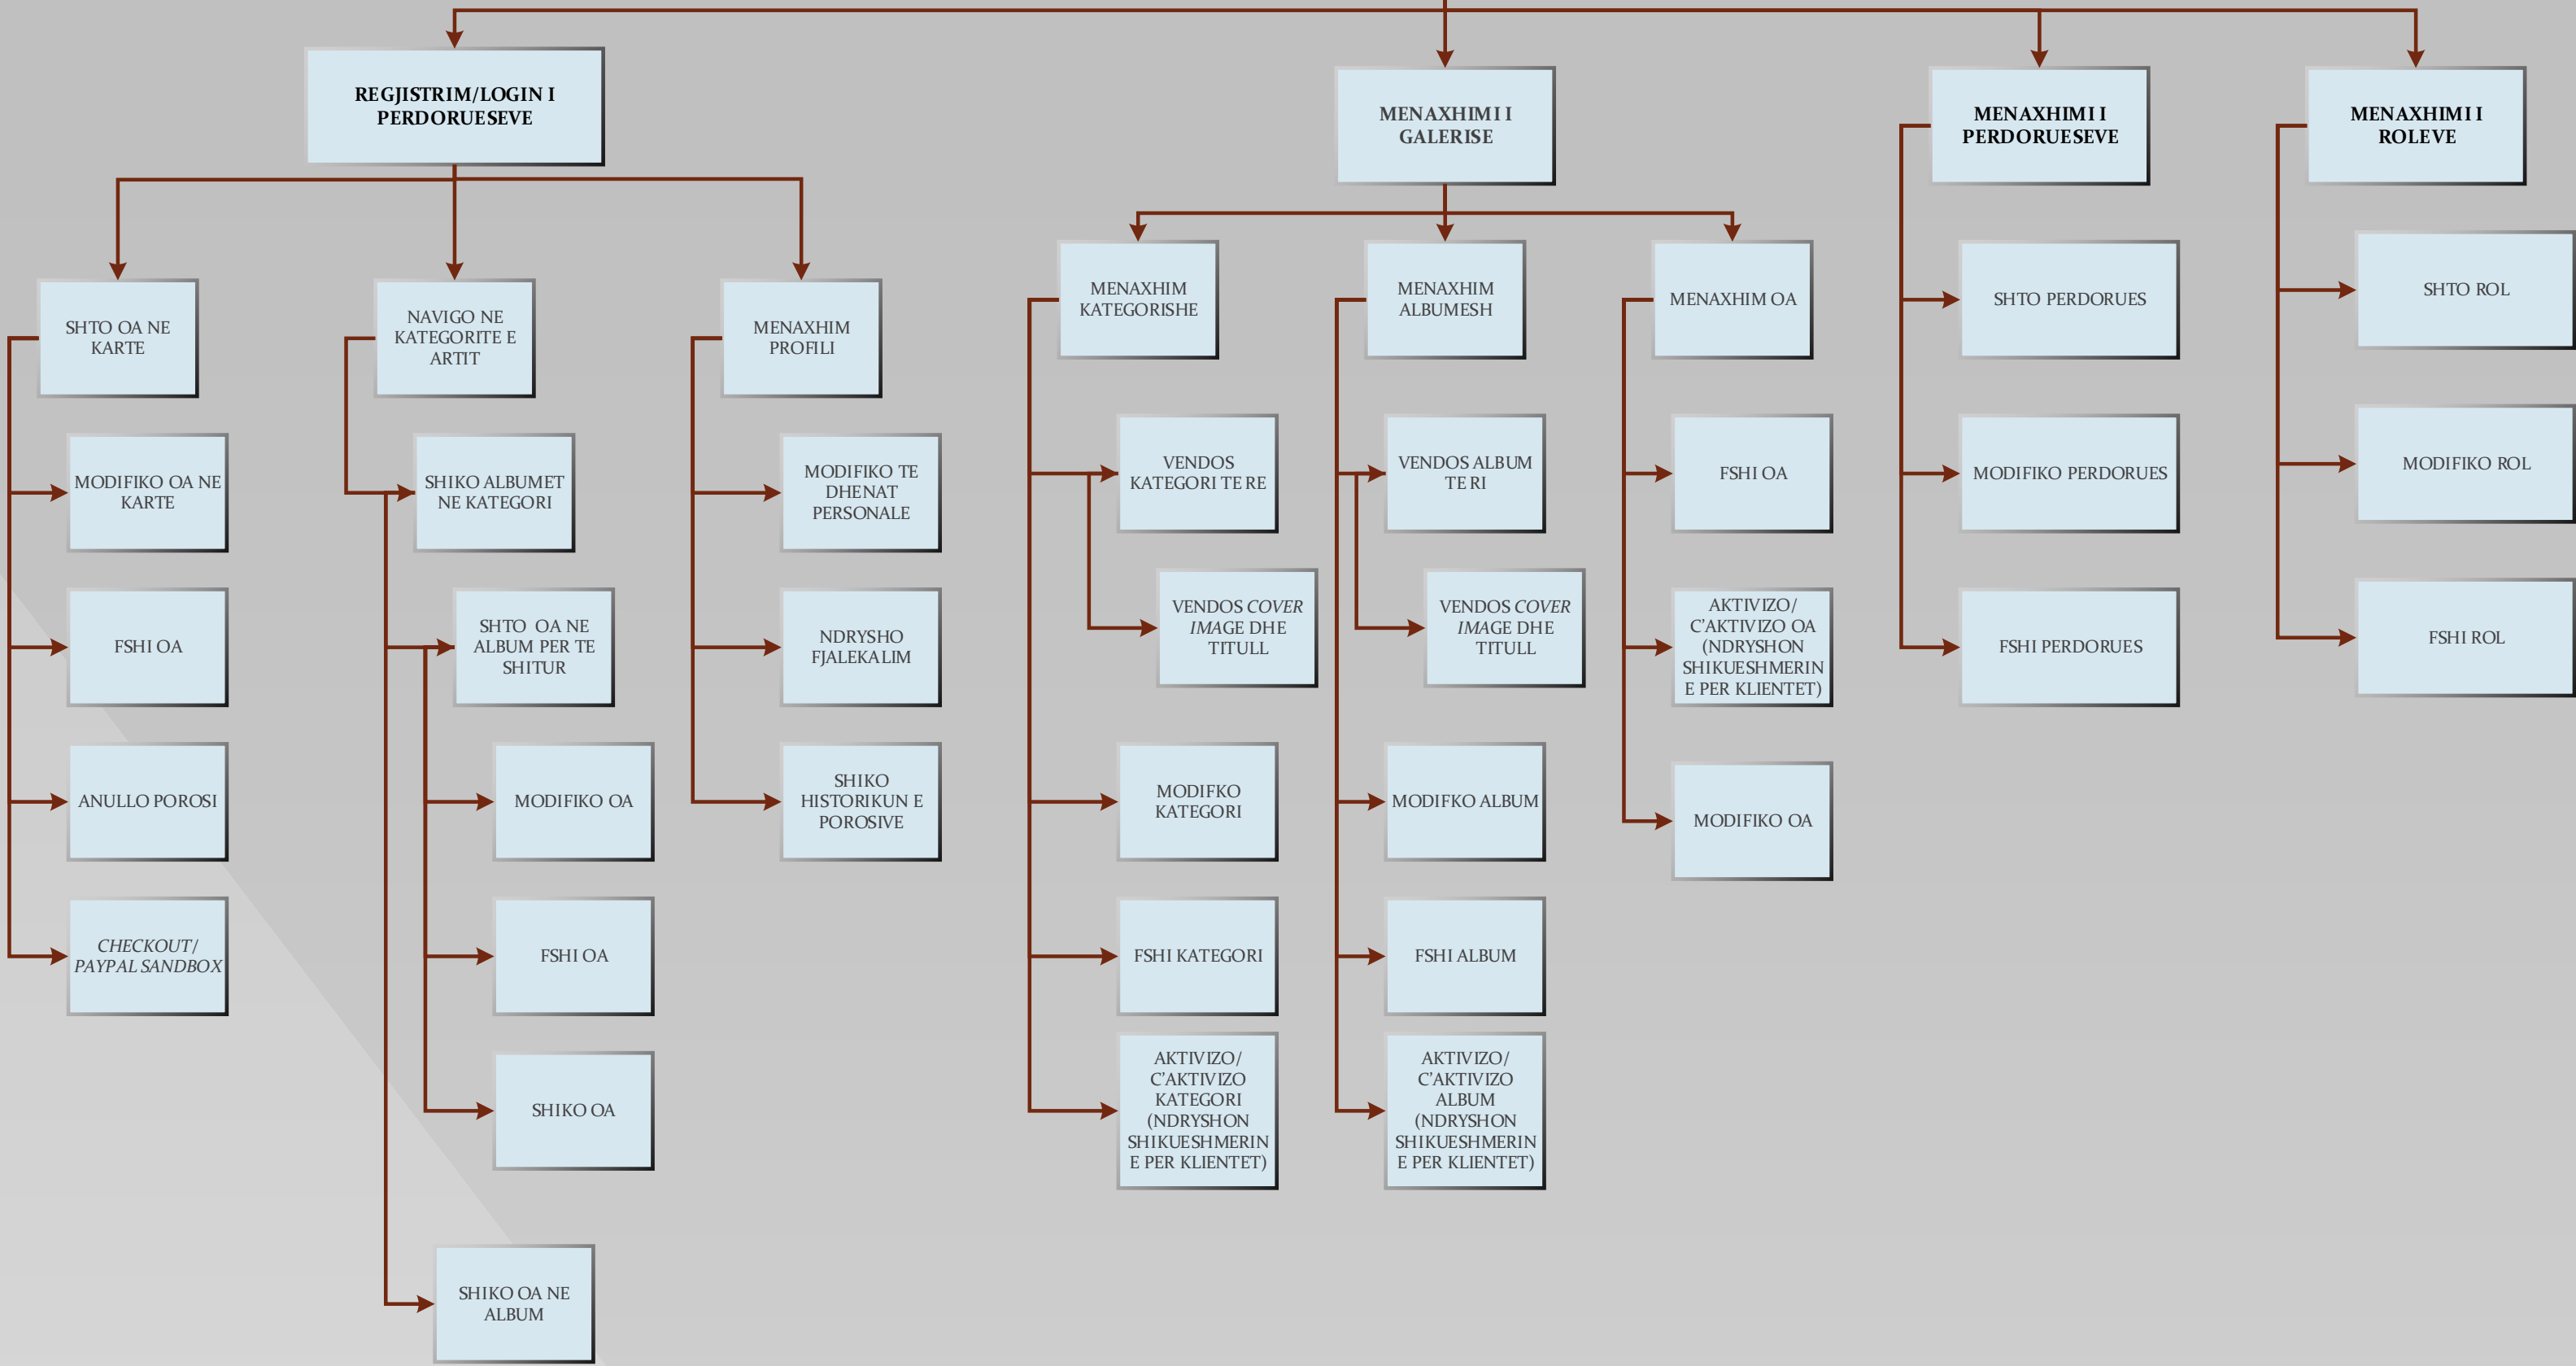 REGJISTRIM/LOGIN I
PERDORUESEVE
MENAXHIMI I
GALERISE
MENAXHIMI I
PERDORUESEVE
MENAXHIMI I
ROLEVE
SHTO OA NE
KARTE
MODIFIKO OA NE
KARTE
FSHI OA
ANULLO POROSI
CHECKOUT/
PAYPAL SANDBOX
NAVIGO NE
KATEGORITE E
ARTIT
SHIKO ALBUMET
NE KATEGORI
SHTO OA NE
ALBUM PER TE
SHITUR
MODIFIKO OA
FSHI OA
SHIKO OA
SHIKO OA NE
ALBUM
MENAXHIM
PROFILI
MODIFIKO TE
DHENAT
PERSONALE
NDRYSHO
FJALEKALIM
SHIKO
HISTORIKUN E
POROSIVE
MENAXHIM
KATEGORISHE
VENDOS
KATEGORI TE RE
VENDOS COVER
IMAGE DHE
TITULL
MODIFKO
KATEGORI
FSHI KATEGORI
AKTIVIZO/
C'AKTIVIZO
KATEGORI
(NDRYSHON
SHIKUESHMERIN
E PER KLIENTET)
MENAXHIM
ALBUMESH
VENDOS ALBUM
TE RI
VENDOS COVER
IMAGE DHE
TITULL
MODIFKO ALBUM
FSHI ALBUM
AKTIVIZO/
C'AKTIVIZO
ALBUM
(NDRYSHON
SHIKUESHMERIN
E PER KLIENTET)
MENAXHIM OA
FSHI OA
AKTIVIZO/
C'AKTIVIZO OA
(NDRYSHON
SHIKUESHMERIN
E PER KLIENTET)
MODIFIKO OA
SHTO PERDORUES
MODIFIKO PERDORUES
FSHI PERDORUES
SHTO ROL
MODIFIKO ROL
FSHI ROL